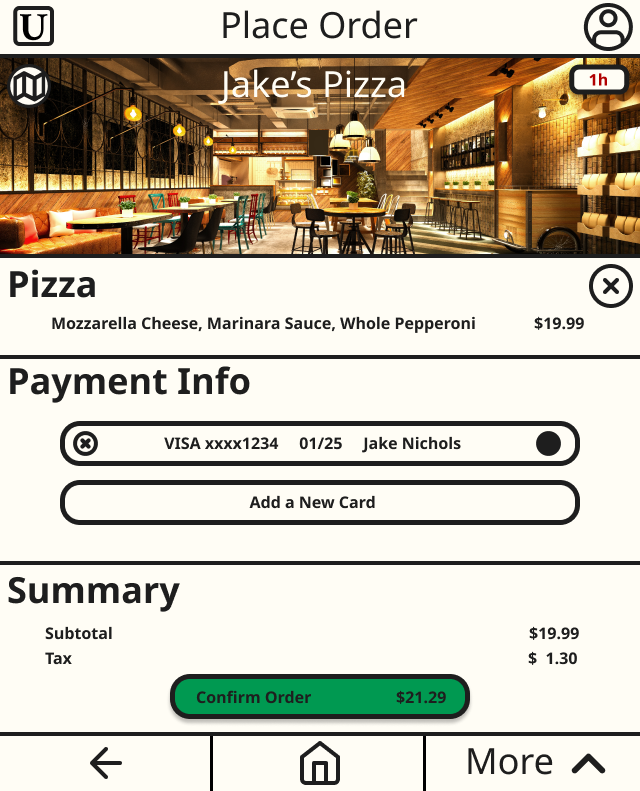 U Place Order
Jake’s Pizza 1h
Pizza
Mozzarella Cheese, Marinara Sauce, Whole Pepperoni $19.99
Payment Info
VISA xxxx1234 01/25 Jake Nichols
Add a New Card
Summary
Subtotal $19.99
Tax $ 1.30
Confirm Order $21.29
More